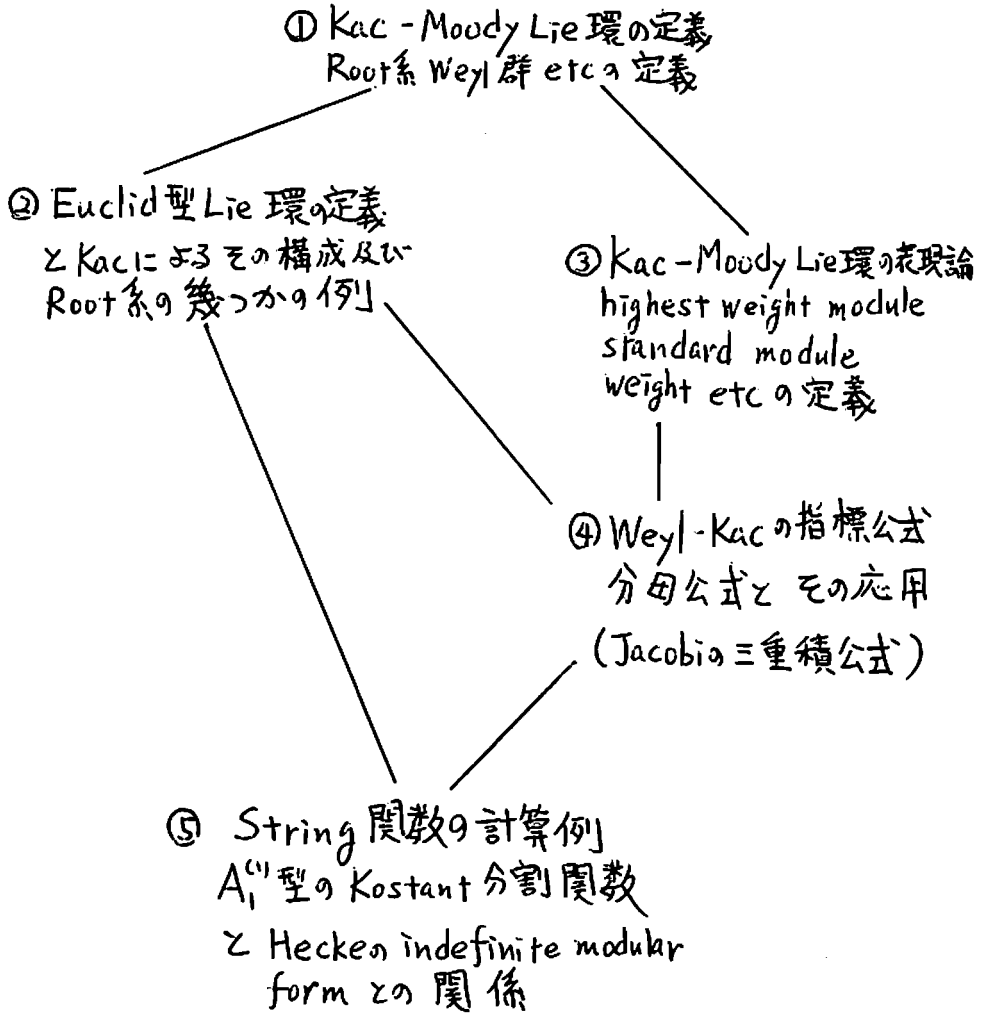 ① Kac-Moody Lie環の定義
Root系 Weyl群 etcの定義
② Euclid型Lie環の定義
とKacによるその構成及び
Root系の幾つかの例
③ Kac-Moody Lie環の表現論
highest weight module
standard module
weight etcの定義
④ Weyl-Kacの指標公式
分母公式とその応用
(Jacobiの三重積公式)
⑤ String関数の計算例
A₁⁽¹⁾型のKostant分割関数
とHeckeのindefinite modular
formとの関係